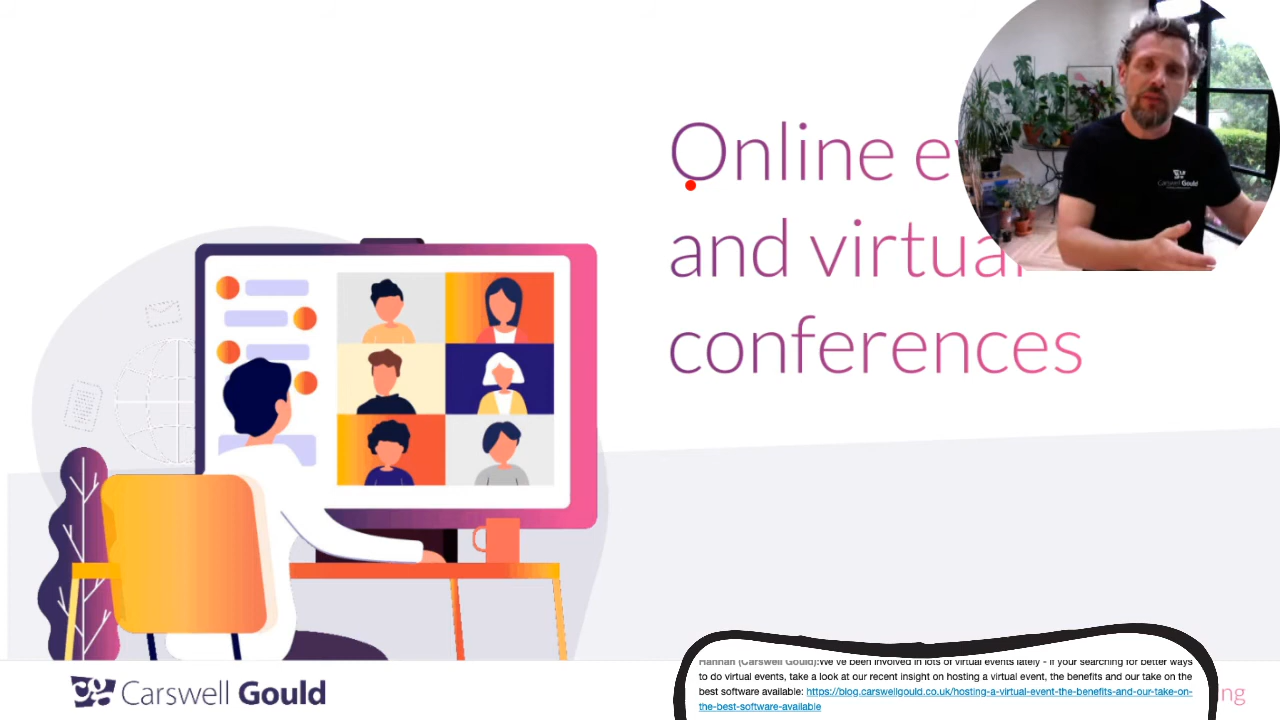 Online e
and virtual
conferences
Carswell Gould
Carswell Gould
Hannah (Carswell Gould):We've been involved in lots of virtual events lately - if your searching for better ways
to do virtual events, take a look at our recent insight on hosting a virtual event, the benefits and our take on the
best software available: https://blog.carswellgould.co.uk/hosting-a-virtual-event-the-benefits-and-our-take-on-
the-best-software-available
ng